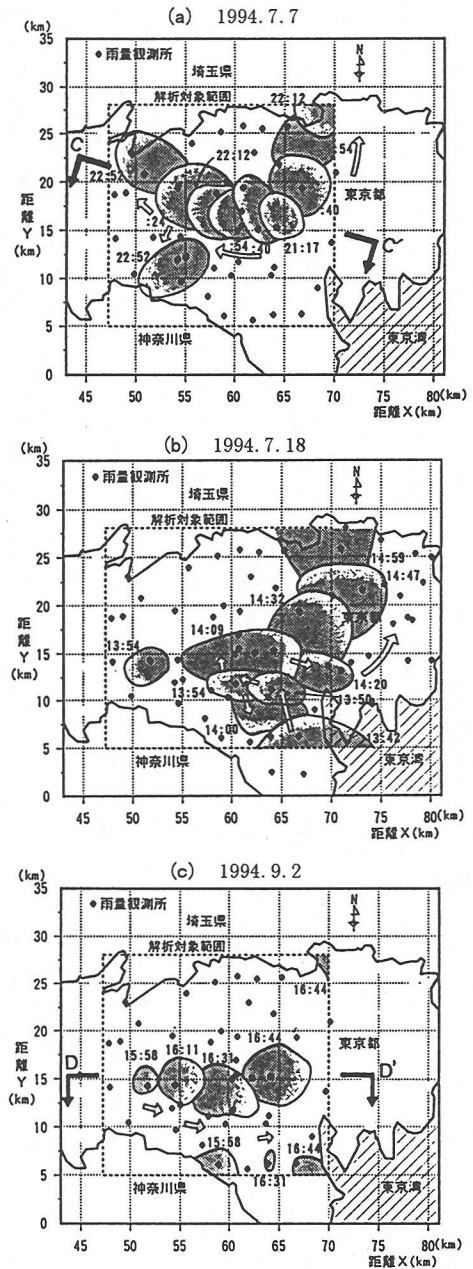 (a) 1994.7.7
(km)
35
30
25
20
15
10
5
0
距離Y(km)
雨量観測所
埼玉県
解析対象範囲
N
22:12
54
22:12
C
22:52
東京都
:40
:24
C'
54
:40
21:17
22:52
神奈川県
東京湾
45 50 55 60 65 70 75 80 (km)
距離X(km)
(b) 1994.7.18
(km)
35
30
25
20
15
10
5
0
距離Y(km)
雨量観測所
埼玉県
解析対象範囲
N
14:59
14:47
14:32
東京都
14:09
13:54
14:20
13:54
13:50
14:00
13:42
神奈川県
東京湾
45 50 55 60 65 70 75 80 (km)
距離X(km)
(c) 1994.9.2
(km)
35
30
25
20
15
10
5
0
距離Y(km)
雨量観測所
埼玉県
解析対象範囲
N
16:44
16:44
東京都
16:11
15:58
16:31
D
D'
15:58
16:44
16:31
神奈川県
東京湾
45 50 55 60 65 70 75 80 (km)
距離X(km)